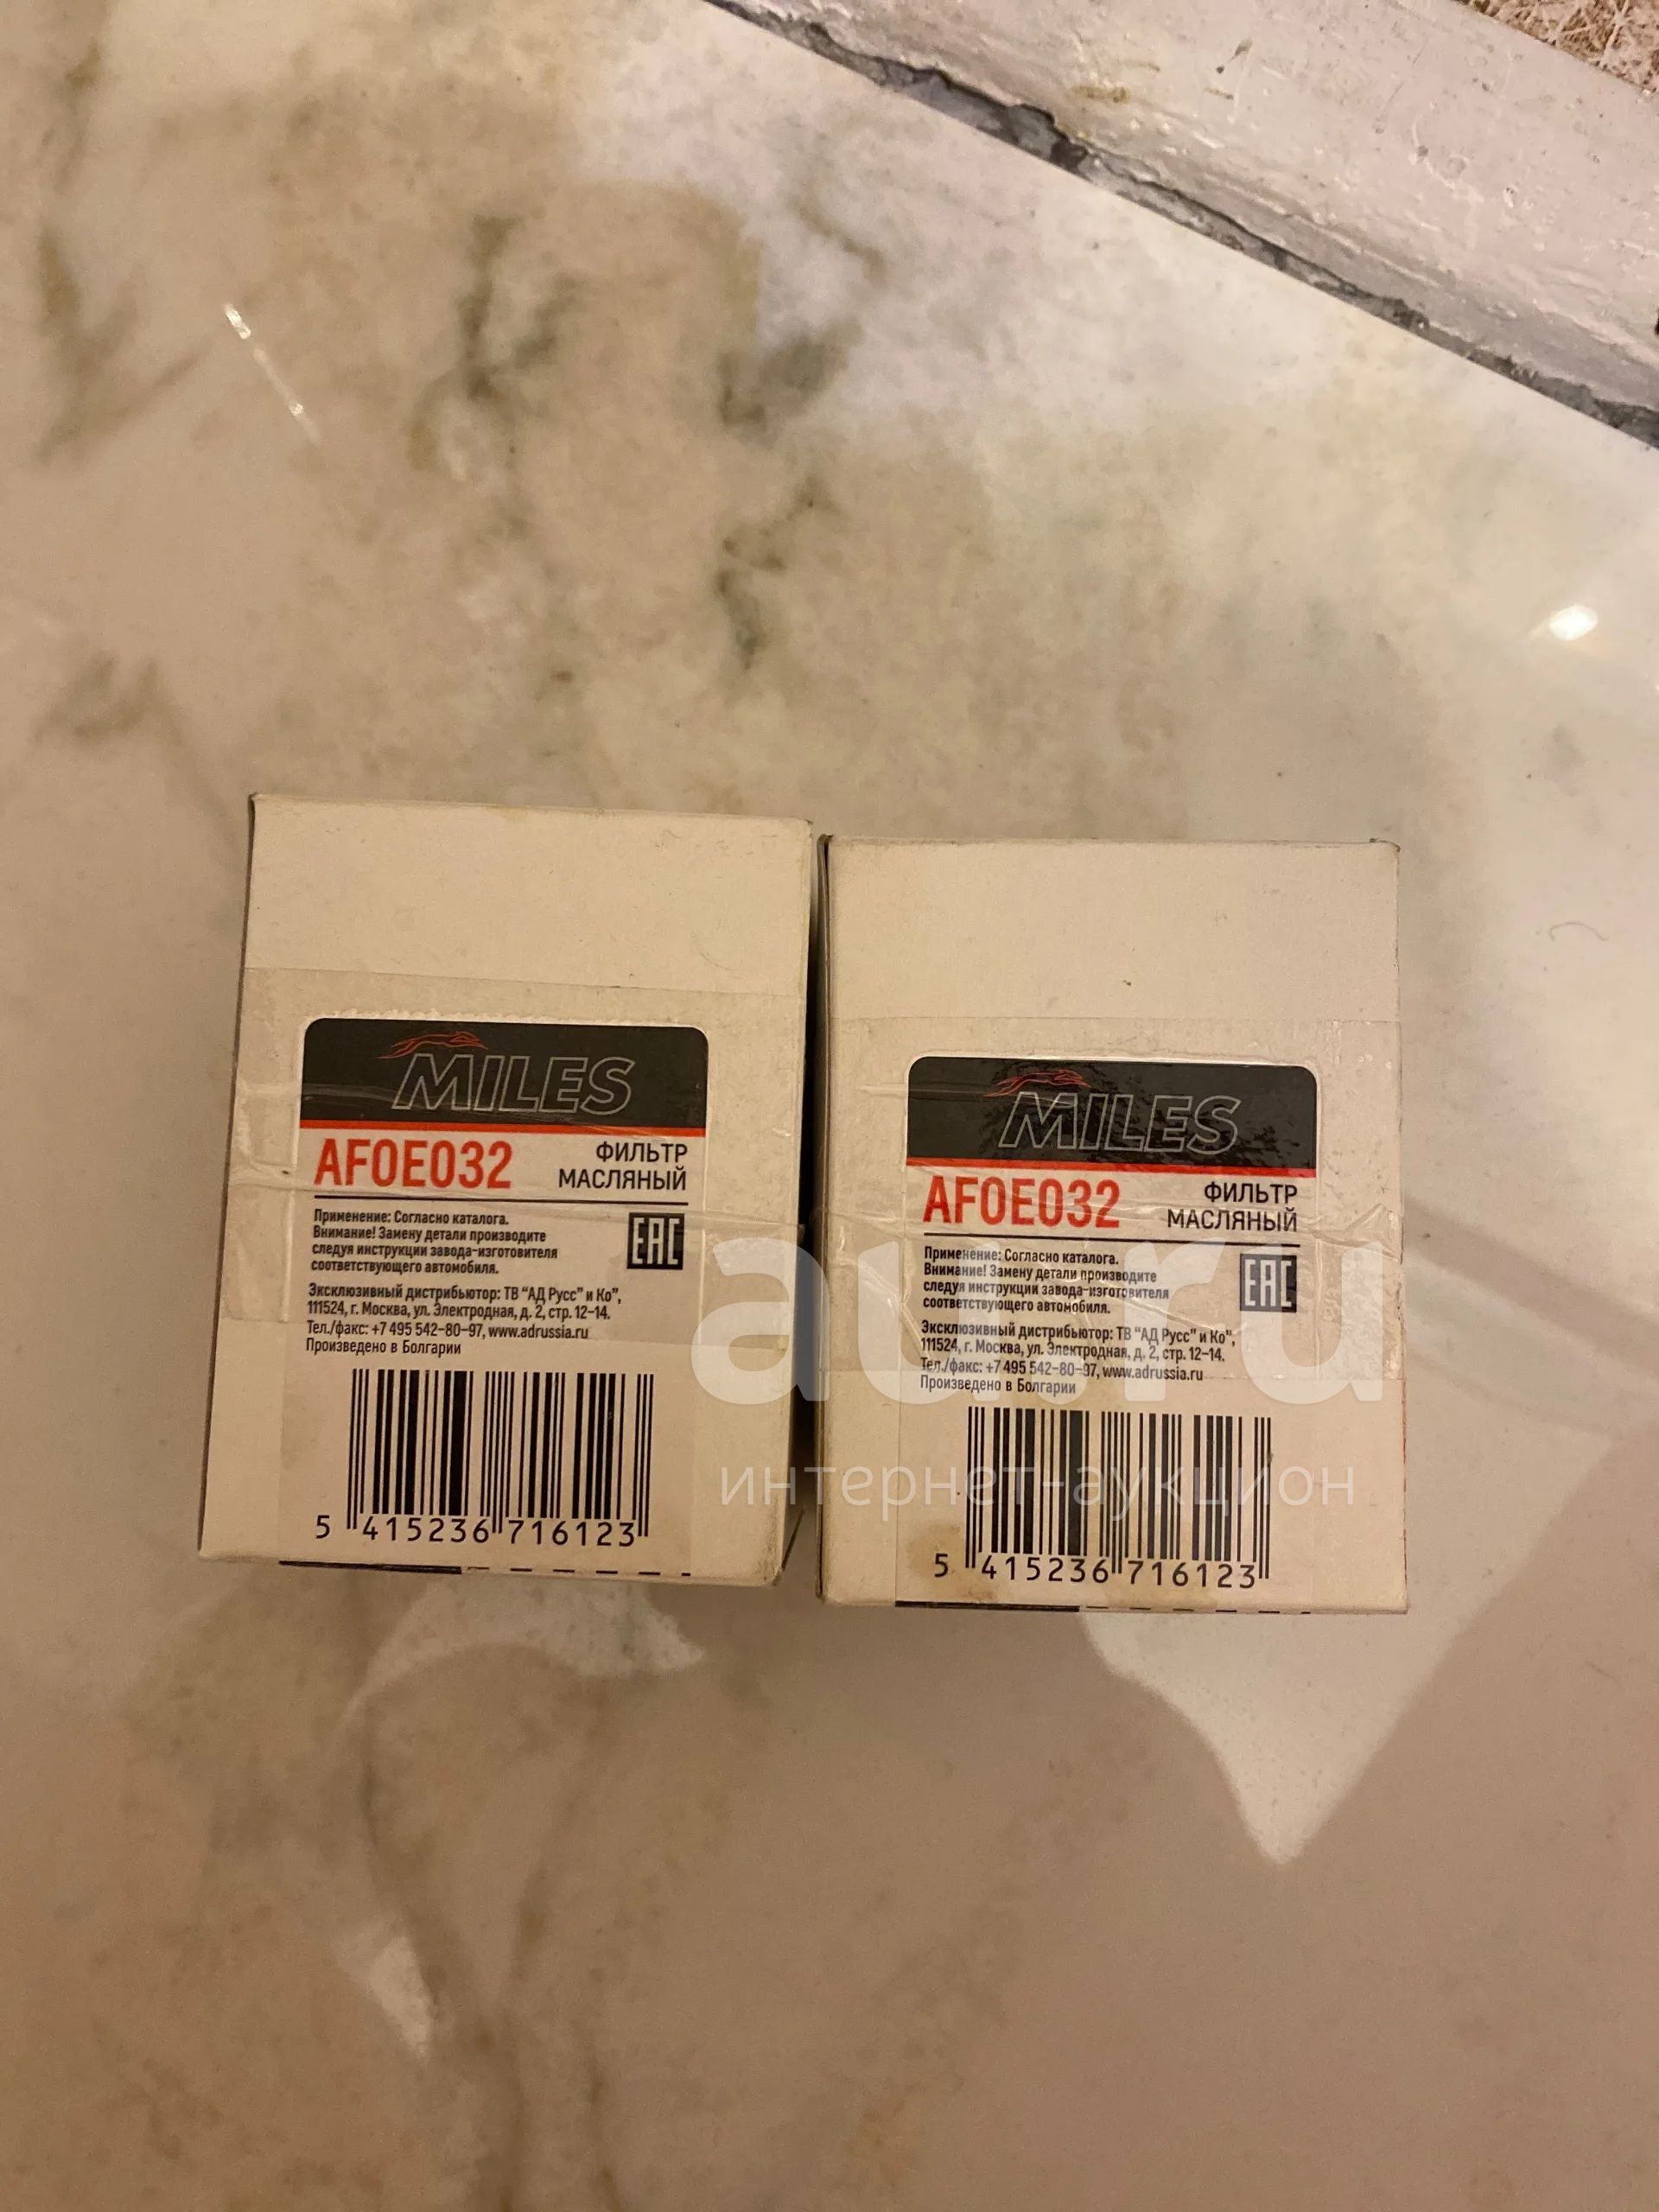 MILES
AFOE032
ФИЛЬТР
МАСЛЯНЫЙ
Применение: Согласно каталога.
Внимание! Замену детали производите
следуя инструкции завода-изготовителя
соответствующего автомобиля.
EAC
Эксклюзивный дистрибьютор: ТВ "АД Русс" и Ко",
111524, г. Москва, ул. Электродная, д. 2, стр. 12-14.
Тел./факс: +7 495 542-80-97, www.adrussia.ru
Произведено в Болгарии
5 415236 716123
MILES
AFOE032
ФИЛЬТР
МАСЛЯНЫЙ
Применение: Согласно каталога.
Внимание! Замену детали производите
следуя инструкции завода-изготовителя
соответствующего автомобиля.
EAC
Эксклюзивный дистрибьютор: ТВ "АД Русс" и Ко",
111524, г. Москва, ул. Электродная, д. 2, стр. 12-14.
Тел./факс: +7 495 542-80-97, www.adrussia.ru
Произведено в Болгарии
5 415236 716123
au.ru
интернет-аукцион